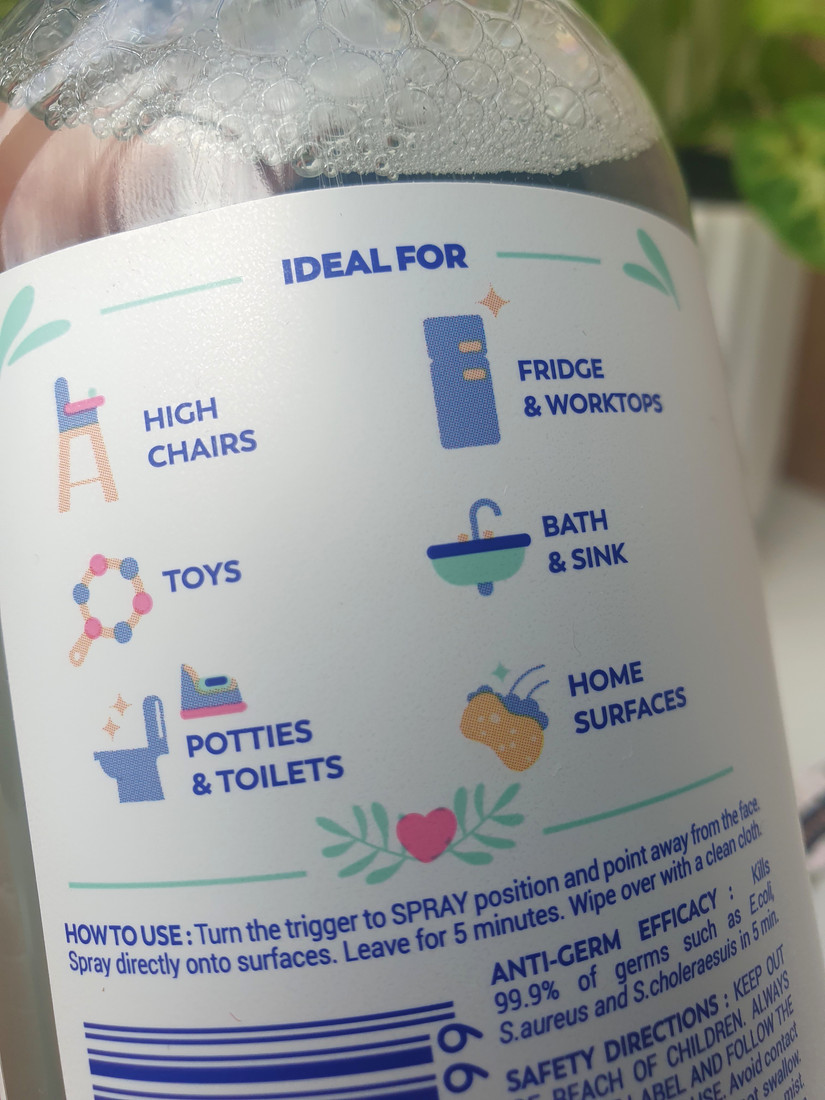 IDEAL FOR
HIGH
CHAIRS
FRIDGE
& WORKTOPS
TOYS
BATH
& SINK
POTTIES
& TOILETS
HOME
SURFACES
HOW TO USE : Turn the trigger to SPRAY position and point away from the face.
Spray directly onto surfaces. Leave for 5 minutes. Wipe over with a clean cloth.
ANTI-GERM EFFICACY : Kills
99.9% of germs such as E.coli,
S.aureus and S.choleraesuis in 5 min.
SAFETY DIRECTIONS : KEEP OUT
OF REACH OF CHILDREN. ALWAYS
LABEL AND FOLLOW THE
USE. Avoid contact
not swallow.
mist.
66